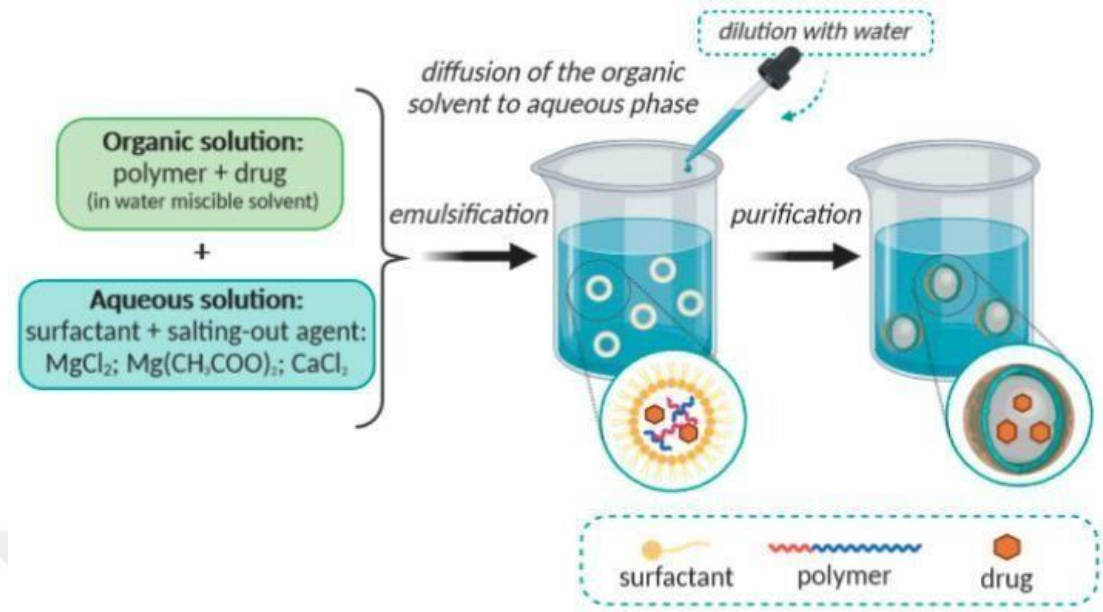 dilution with water
diffusion of the organic
solvent to aqueous phase
Organic solution:
polymer + drug
(in water miscible solvent)
+
Aqueous solution:
surfactant + salting-out agent:
MgCl₂; Mg(CH₃COO)₂; CaCl₂
emulsification
purification
surfactant
polymer
drug